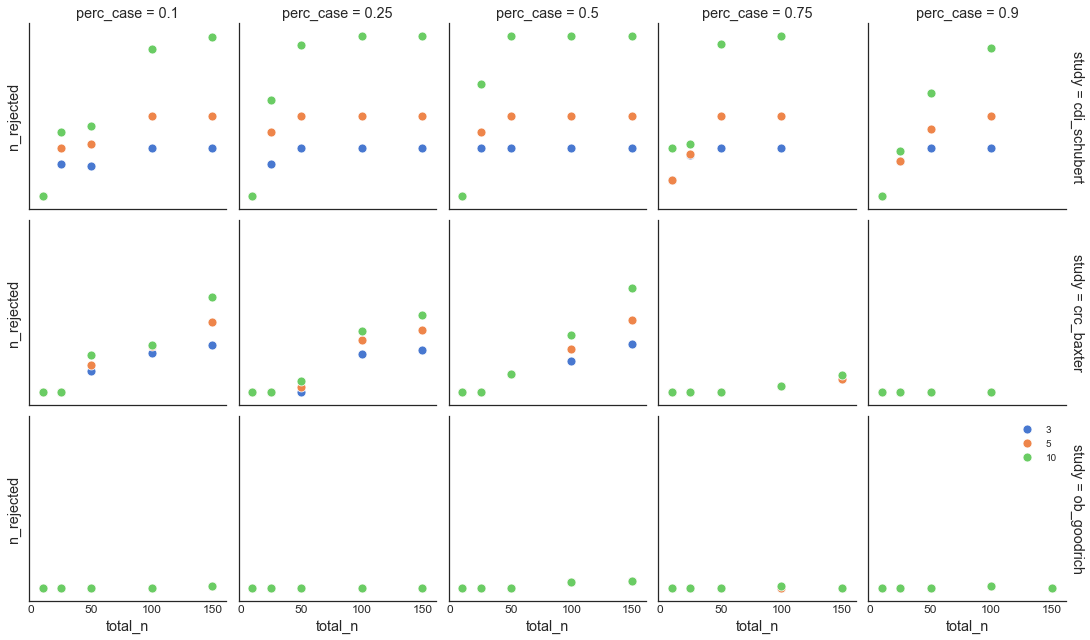 perc_case = 0.1
perc_case = 0.25
perc_case = 0.5
perc_case = 0.75
perc_case = 0.9
n_rejected
study = cdi_schubert
n_rejected
study = crc_baxter
n_rejected
3
5
10
study = ob_goodrich
0 50 100 150
0 50 100 150
0 50 100 150
0 50 100 150
0 50 100 150
total_n
total_n
total_n
total_n
total_n